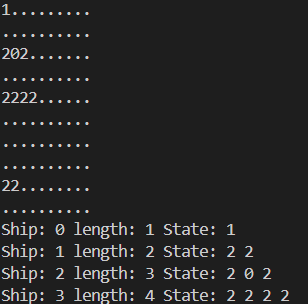 1.........
..........
202.......
..........
2222......
..........
..........
..........
22........
..........
Ship: 0 length: 1 State: 1
Ship: 1 length: 2 State: 2 2
Ship: 2 length: 3 State: 2 0 2
Ship: 3 length: 4 State: 2 2 2 2